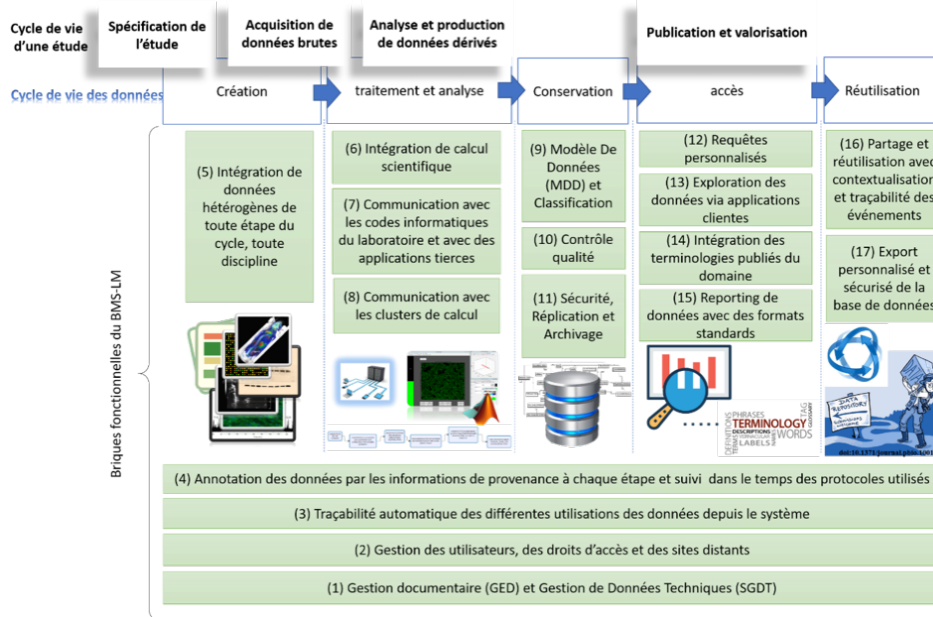 Cycle de vie
d'une étude
Spécification de
l'étude
Acquisition de
données brutes
Analyse et production
de données dérivés
Publication et valorisation
Cycle de vie des données
Création
traitement et analyse
Conservation
accès
Réutilisation
Briques fonctionnelles du BMS-LM
(5) Intégration de
données
hétérogènes de
toute étape du
cycle, toute
discipline
(6) Intégration de calcul
scientifique
(7) Communication avec
les codes informatiques
du laboratoire et avec des
applications tierces
(8) Communication avec
les clusters de calcul
(9) Modèle De
Données
(MDD) et
Classification
(10) Contrôle
qualité
(11) Sécurité,
Réplication et
Archivage
(12) Requêtes
personnalisés
(13) Exploration des
données via applications
clientes
(14) Intégration des
terminologies publiés du
domaine
(15) Reporting de
données avec des formats
standards
(16) Partage et
réutilisation avec
contextualisation
et traçabilité des
événements
(17) Export
personnalisé et
sécurisé de la
base de données
DEFINITIONS
TERMS
PHRASES
TERMINOLOGY
DESCRIPTIONS
VERNACULAR
LABELS
NAME
WORDS
TAG
GLOSSARY
DATA
REPOSITORY
(4) Annotation des données par les informations de provenance à chaque étape et suivi dans le temps des protocoles utilisés
(3) Traçabilité automatique des différentes utilisations des données depuis le système
(2) Gestion des utilisateurs, des droits d'accès et des sites distants
(1) Gestion documentaire (GED) et Gestion de Données Techniques (SGDT)